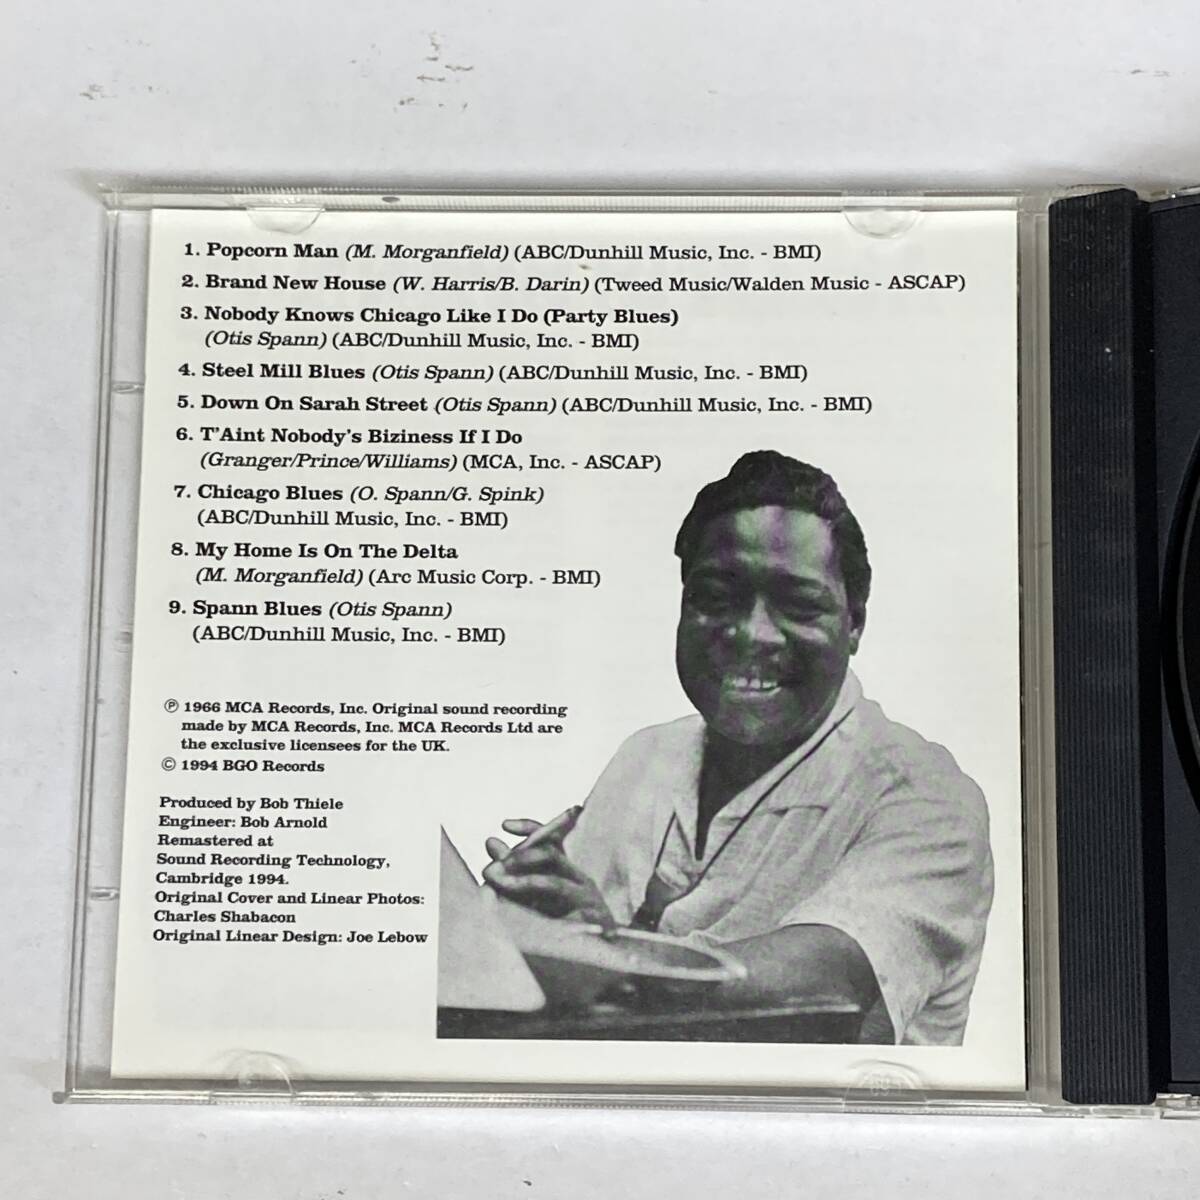 1. Popcorn Man (M. Morganfield) (ABC/Dunhill Music, Inc. - BMI)
2. Brand New House (W. Harris/B. Darin) (Tweed Music/Walden Music - ASCAP)
3. Nobody Knows Chicago Like I Do (Party Blues)
(Otis Spann) (ABC/Dunhill Music, Inc. - BMI)
4. Steel Mill Blues (Otis Spann) (ABC/Dunhill Music, Inc. - BMI)
5. Down On Sarah Street (Otis Spann) (ABC/Dunhill Music, Inc. - BMI)
6. T'Aint Nobody's Biziness If I Do
(Granger/Prince/Williams) (MCA, Inc. - ASCAP)
7. Chicago Blues (O. Spann/G. Spink)
(ABC/Dunhill Music, Inc. - BMI)
8. My Home Is On The Delta
(M. Morganfield) (Arc Music Corp. - BMI)
9. Spann Blues (Otis Spann)
(ABC/Dunhill Music, Inc. - BMI)
℗ 1966 MCA Records, Inc. Original sound recording
made by MCA Records, Inc. MCA Records Ltd are
the exclusive licensees for the UK.
© 1994 BGO Records
Produced by Bob Thiele
Engineer: Bob Arnold
Remastered at
Sound Recording Technology,
Cambridge 1994.
Original Cover and Linear Photos:
Charles Shabacon
Original Linear Design: Joe Lebow